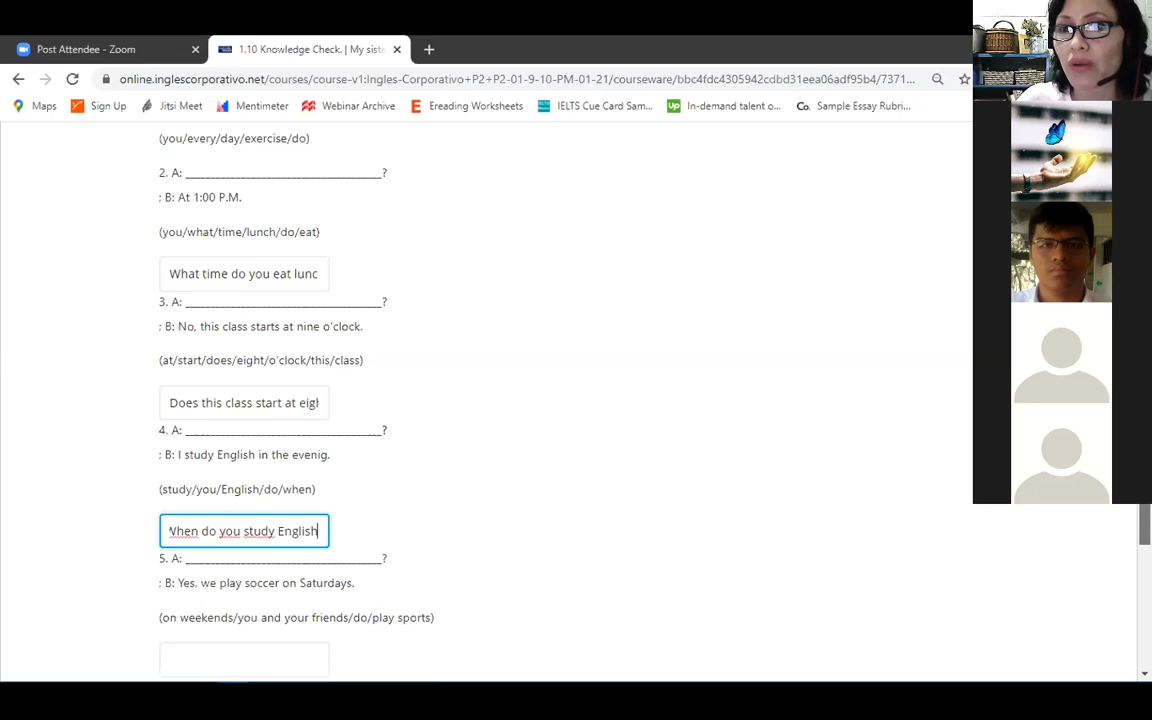 Post Attendee - Zoom
1.10 Knowledge Check. | My siste
online.inglescorporativo.net/courses/course-v1:Ingles-Corporativo+P2+P2-01-9-10-PM-01-21/courseware/bbc4fdc4305942cdbd31eea06adf95b4/7371...
Maps
Sign Up
Jitsi Meet
Mentimeter
Webinar Archive
Ereading Worksheets
IELTS Cue Card Sam...
In-demand talent o...
Co. Sample Essay Rubri...
(you/every/day/exercise/do)
2. A: ___________________________________?
; B: At 1:00 P.M.
(you/what/time/lunch/do/eat)
What time do you eat lunc
3. A: ___________________________________?
; B: No, this class starts at nine o'clock.
(at/start/does/eight/o'clock/this/class)
Does this class start at eigh
4. A: ___________________________________?
; B: I study English in the evenig.
(study/you/English/do/when)
When do you study English
5. A: ___________________________________?
; B: Yes, we play soccer on Saturdays.
(on weekends/you and your friends/do/play sports)